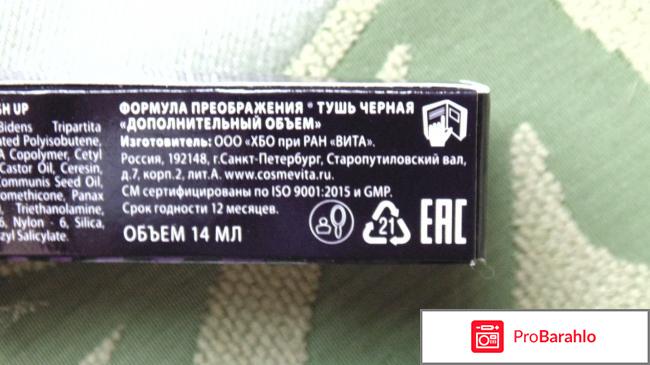 SH UP
Bidens Tripartita
ated Polyisobutene,
A Copolymer, Cetyl
Castor Oil, Ceresin,
Communis Seed Oil,
omethicone, Panax
Triethanolamine,
6, Nylon - 6, Silica,
zyl Salicylate.
ФОРМУЛА ПРЕОБРАЖЕНИЯ * ТУШЬ ЧЕРНАЯ
«ДОПОЛНИТЕЛЬНЫЙ ОБЪЕМ»
Изготовитель: ООО «ХБО при РАН «ВИТА».
Россия, 192148, г.Санкт-Петербург, Старопутиловский вал,
д.7, корп.2, лит.А. www.cosmevita.ru.
СМ сертифицированы по ISO 9001:2015 и GMP.
Срок годности 12 месяцев.
ОБЪЕМ 14 МЛ
21
ЕАС
ProBarahlo